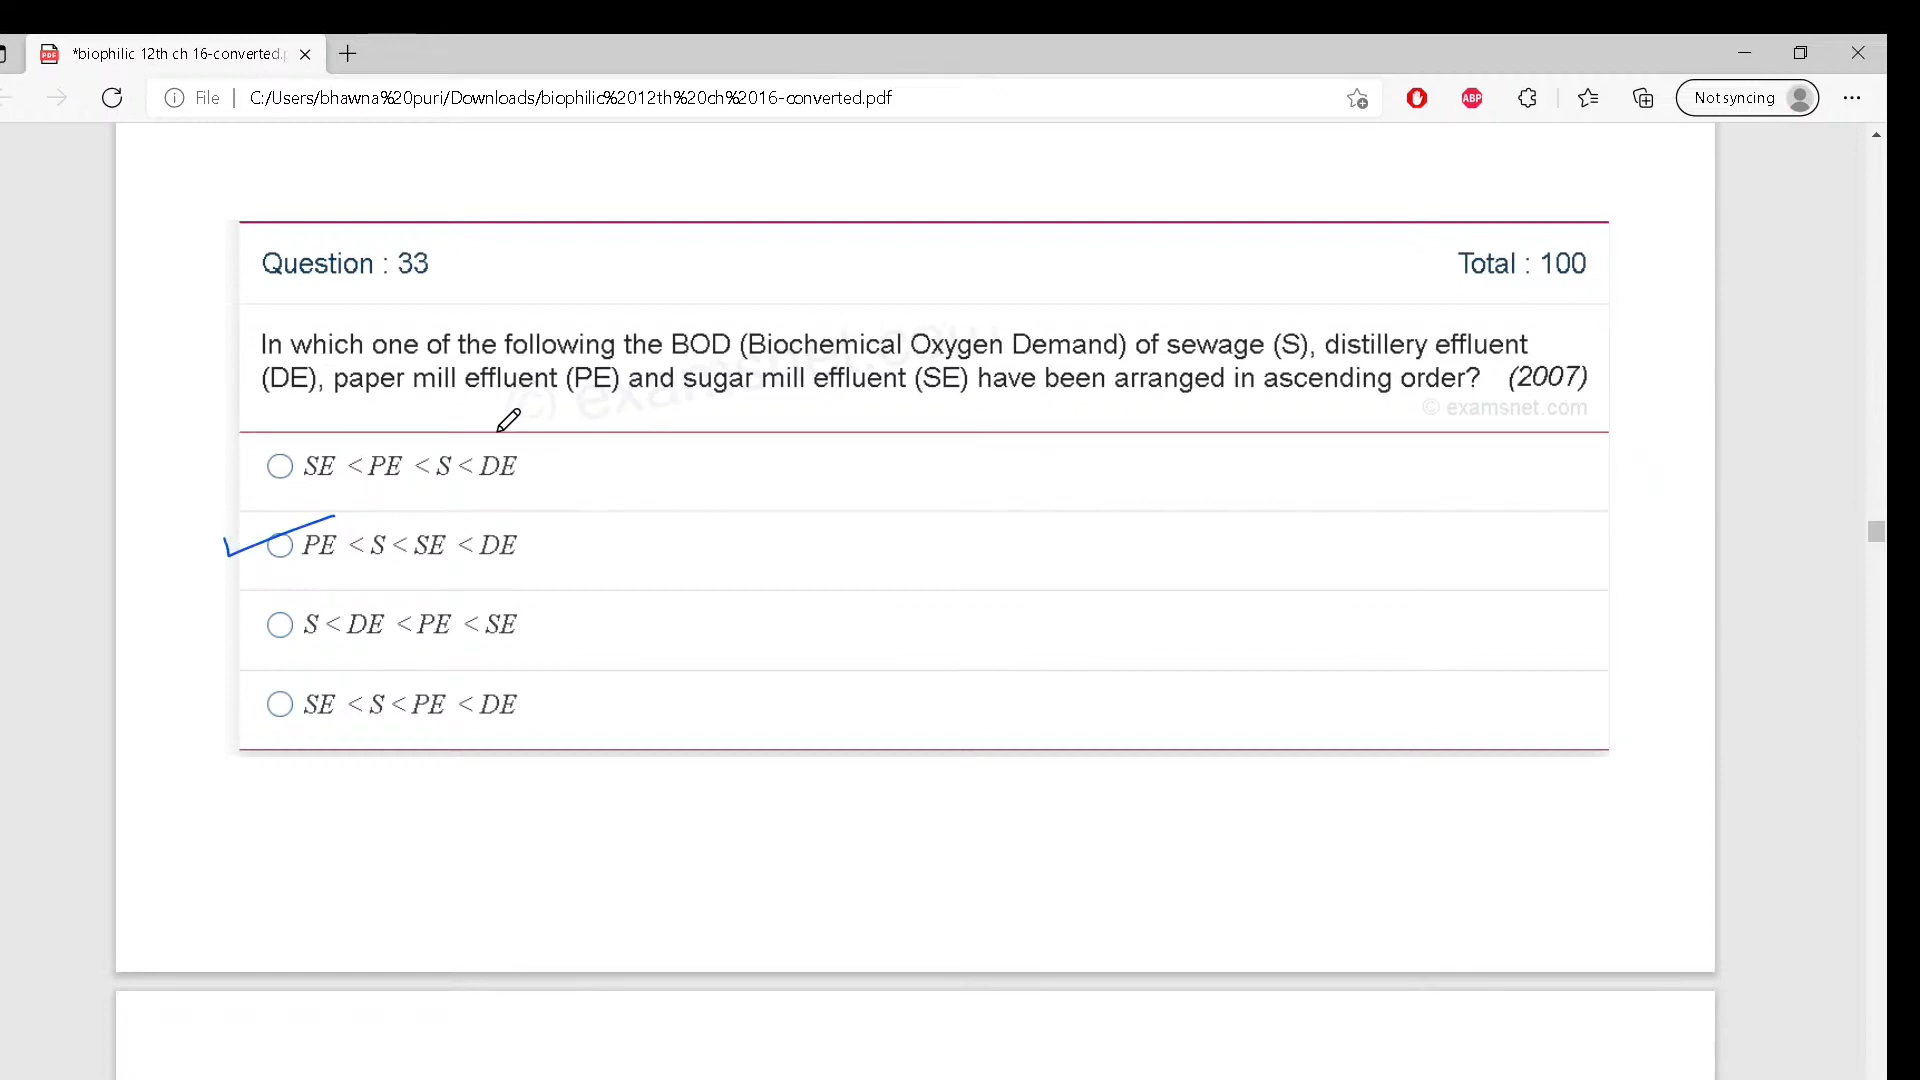 *biophilic 12th ch 16-converted.p
File | C:/Users/bhawna%20puri/Downloads/biophilic%2012th%20ch%2016-converted.pdf
ABP
Not syncing
Question : 33
Total : 100
In which one of the following the BOD (Biochemical Oxygen Demand) of sewage (S), distillery effluent
(DE), paper mill effluent (PE) and sugar mill effluent (SE) have been arranged in ascending order? (2007)
© examsnet.com
(c) examsnet.com
SE < PE < S < DE
PE < S < SE < DE
S < DE < PE < SE
SE < S < PE < DE